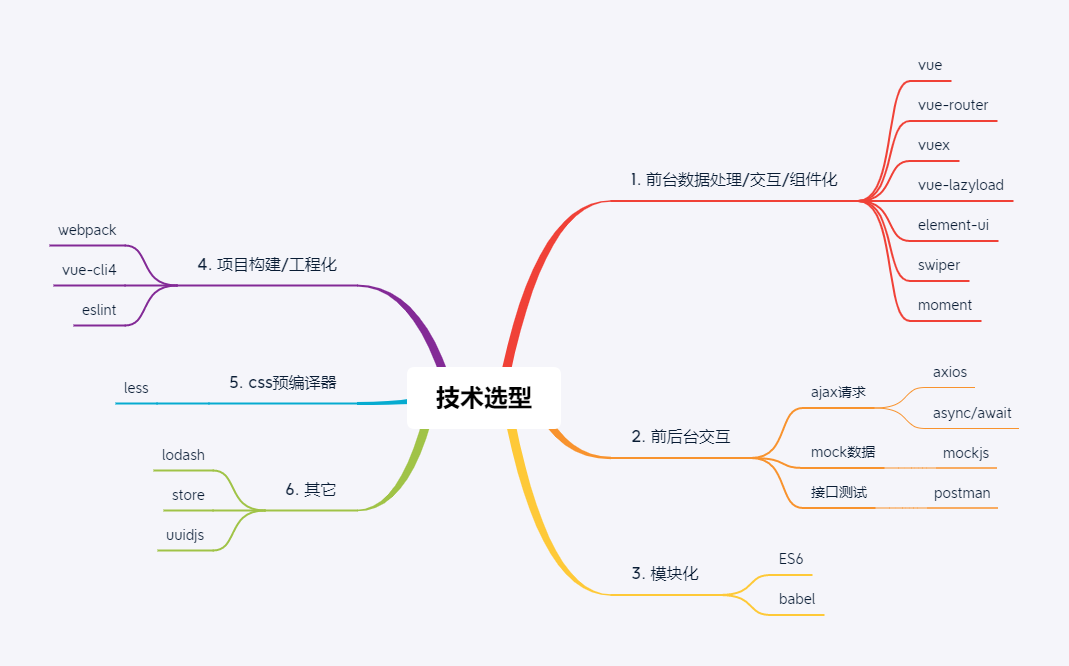 技术选型
1. 前台数据处理/交互/组件化
vue
vue-router
vuex
vue-lazyload
element-ui
swiper
moment
2. 前后台交互
ajax请求
axios
async/await
mock数据
mockjs
接口测试
postman
3. 模块化
ES6
babel
4. 项目构建/工程化
webpack
vue-cli4
eslint
5. css预编译器
less
6. 其它
lodash
store
uuidjs